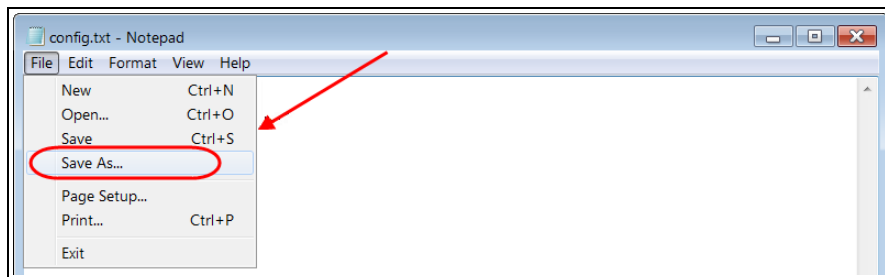 config.txt - Notepad
File Edit Format View Help
New Ctrl+N
Open... Ctrl+O
Save Ctrl+S
Save As...
Page Setup...
Print... Ctrl+P
Exit